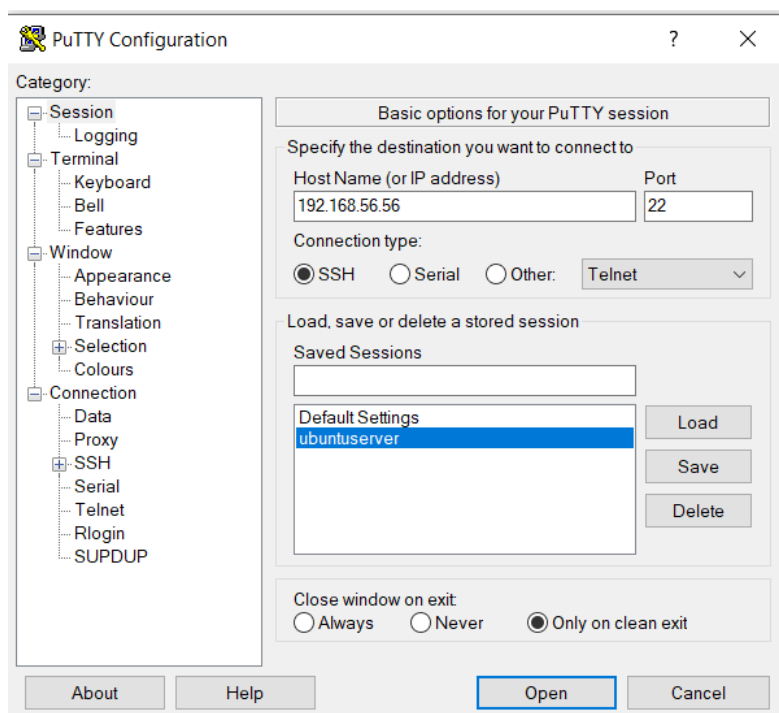 PuTTY Configuration
?
Category:
Session
Logging
Terminal
Keyboard
Bell
Features
Window
Appearance
Behaviour
Translation
Selection
Colours
Connection
Data
Proxy
SSH
Serial
Telnet
Rlogin
SUPDUP
Basic options for your PuTTY session
Specify the destination you want to connect to
Host Name (or IP address) Port
192.168.56.56 22
Connection type:
SSH Serial Other: Telnet
Load, save or delete a stored session
Saved Sessions
Default Settings
ubuntuserver
Load
Save
Delete
Close window on exit:
Always Never Only on clean exit
About Help Open Cancel